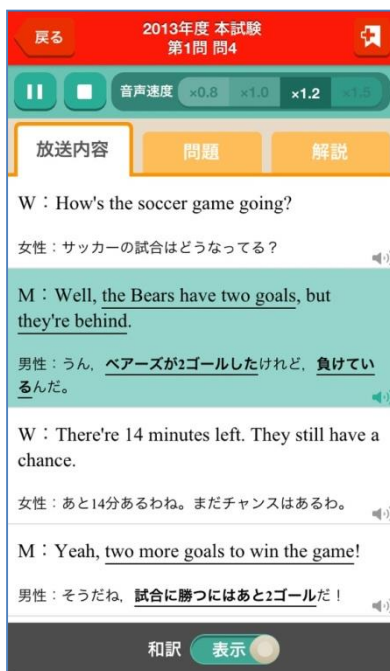 戻る
2013年度 本試験
第1問 問4
音声速度 ×0.8 ×1.0 ×1.2 ×1.5
放送内容 問題 解説
W：How's the soccer game going?
女性：サッカーの試合はどうなってる？
M：Well, the Bears have two goals, but
they're behind.
男性：うん，ベアーズが2ゴールしたけれど，負けてい
るんだ。
W：There're 14 minutes left. They still have a
chance.
女性：あと14分あるわね。まだチャンスはあるわ。
M：Yeah, two more goals to win the game!
男性：そうだね，試合に勝つにはあと2ゴールだ！
和訳 表示